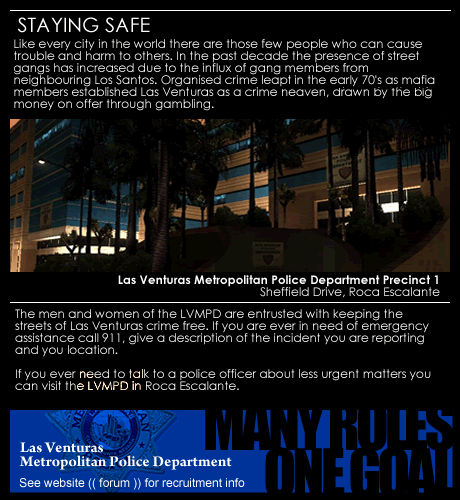 STAYING SAFE
Like every city in the world there are those few people who can cause
trouble and harm to others. In the past decade the presence of street
gangs has increased due to the influx of gang members from
neighbouring Los Santos. Organised crime leapt in the early 70's as mafia
members established Las Venturas as a crime neaven, drawn by the big
money on offer through gambling.
Las Venturas Metropolitan Police Department Precinct 1
Sheffield Drive, Roca Escalante
The men and women of the LVMPD are entrusted with keeping the
streets of Las Venturas crime free. If you are ever in need of emergency
assistance call 911, give a description of the incident you are reporting
and you location.
If you ever need to talk to a police officer about less urgent matters you
can visit the LVMPD in Roca Escalante.
MANY RULES
ONE GOAL
Las Venturas
Metropolitan Police Department
See website (( forum )) for recruitment info